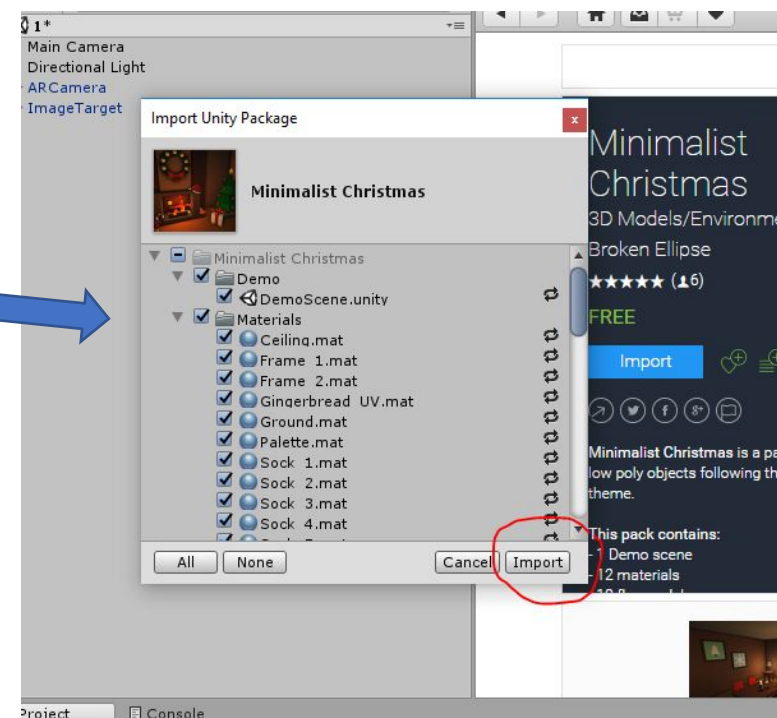 1*
Main Camera
Directional Light
ARCamera
ImageTarget
Import Unity Package
x
Minimalist Christmas
Minimalist Christmas
Demo
DemoScene.unity
Materials
Ceiling.mat
Frame 1.mat
Frame 2.mat
Gingerbread UV.mat
Ground.mat
Palette.mat
Sock 1.mat
Sock 2.mat
Sock 3.mat
Sock 4.mat
All
None
Cancel
Import
Minimalist
Christmas
3D Models/Environme
Broken Ellipse
★★★★★ (6)
FREE
Import
Minimalist Christmas is a pa
low poly objects following th
theme.
This pack contains:
- 1 Demo scene
- 12 materials
Project
Console